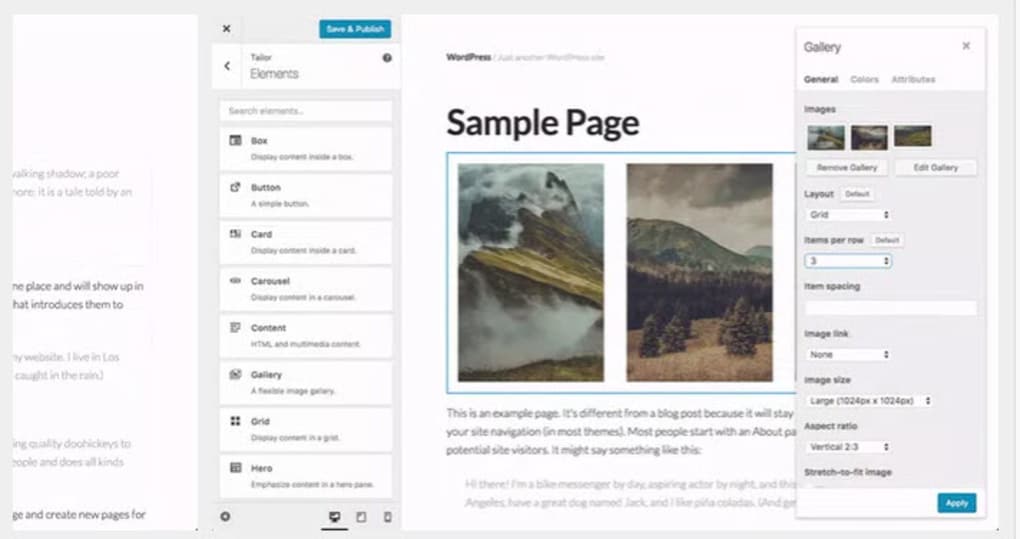 valking shadow; a poor
nore; it is a tale told by an
ne place and will show up in
hat introduces them to
ny website. I live in Los
caught in the rain.)
ing quality doohickeys to
eople and does all kinds
ge and create new pages for
Save & Publish
Tailor
Elements
Search elements..
Box
Display content inside a box.
Button
A simple button.
Card
Display content inside a card.
Carousel
Display content in a carousel.
Content
HTML and multimedia content.
Gallery
A flexible image gallery.
Grid
Display content in a grid.
Hero
Emphasize content in a hero pane.
WordPress / Just another WordPress site
Sample Page
This is an example page. It's different from a blog post because it will stay
your site navigation (in most themes). Most people start with an About pa
potential site visitors. It might say something like this:
Hi there! I'm a bike messenger by day, aspiring actor by night, and this
Angeles, have a great dog named Jack, and I like piña coladas. (And ge
Gallery
General Colors Attributes
Images
Remove Gallery Edit Gallery
Layout Default
Grid
Items per row Default
3
Item spacing
Image link
None
Image size
Large (1024px x 1024px)
Aspect ratio
Vertical 2:3
Stretch-to-fit image
Apply